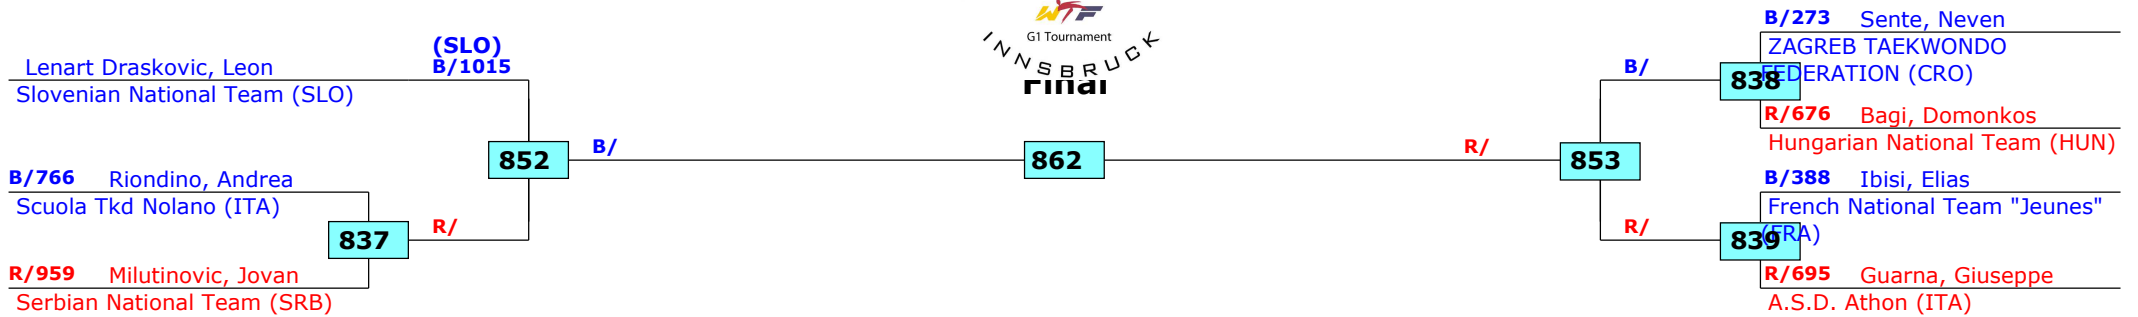 WTF
G1 Tournament
INNSBRUCK
Final
(SLO)
Lenart Draskovic, Leon B/1015
Slovenian National Team (SLO)
852
B/
B/766 Riondino, Andrea
Scuola Tkd Nolano (ITA)
837
R/
R/959 Milutinovic, Jovan
Serbian National Team (SRB)
862
R/
853
B/
B/273 Sente, Neven
ZAGREB TAEKWONDO
FEDERATION (CRO)
838
R/676 Bagi, Domonkos
Hungarian National Team (HUN)
B/388 Ibisi, Elias
French National Team "Jeunes"
(FRA)
839
R/
R/695 Guarna, Giuseppe
A.S.D. Athon (ITA)